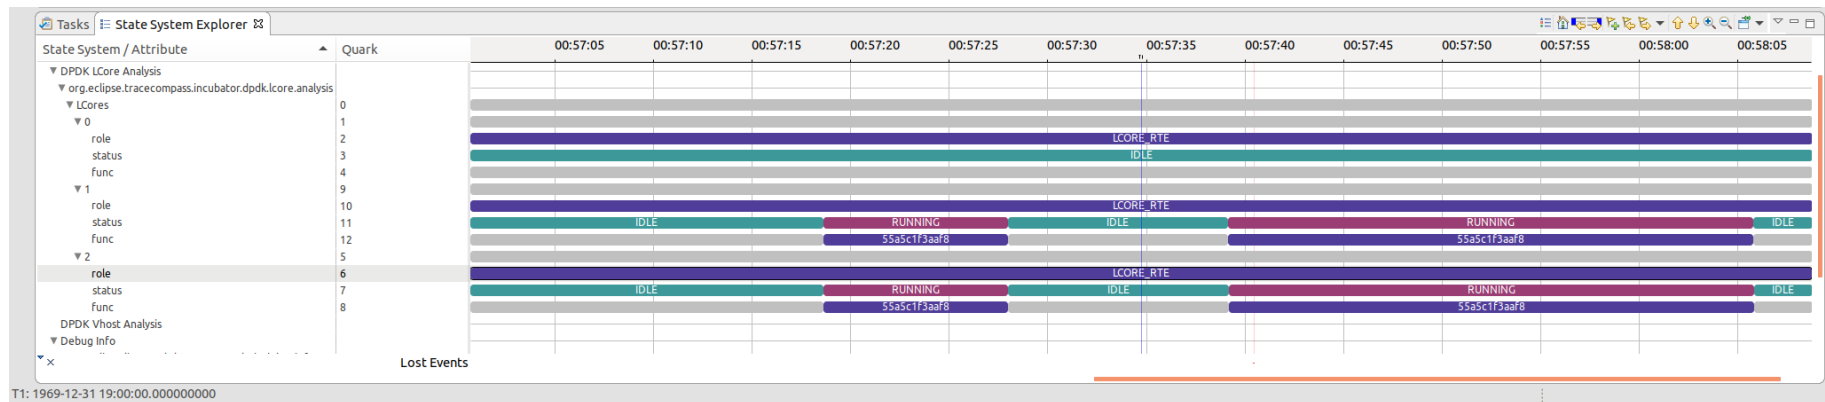 Tasks State System Explorer
State System / Attribute Quark 00:57:05 00:57:10 00:57:15 00:57:20 00:57:25 00:57:30 00:57:35 00:57:40 00:57:45 00:57:50 00:57:55 00:58:00 00:58:05
DPDK LCore Analysis
org.eclipse.tracecompass.incubator.dpdk.lcore.analysis
LCores 0
0 1
role 2 LCORE_RTE
status 3 IDLE
func 4
1 9
role 10 LCORE_RTE
status 11 IDLE RUNNING IDLE RUNNING IDLE
func 12 55a5c1f3aaf8 55a5c1f3aaf8
2 5
role 6 LCORE_RTE
status 7 IDLE RUNNING IDLE RUNNING IDLE
func 8 55a5c1f3aaf8 55a5c1f3aaf8
DPDK Vhost Analysis
Debug Info
Lost Events
T1: 1969-12-31 19:00:00.000000000